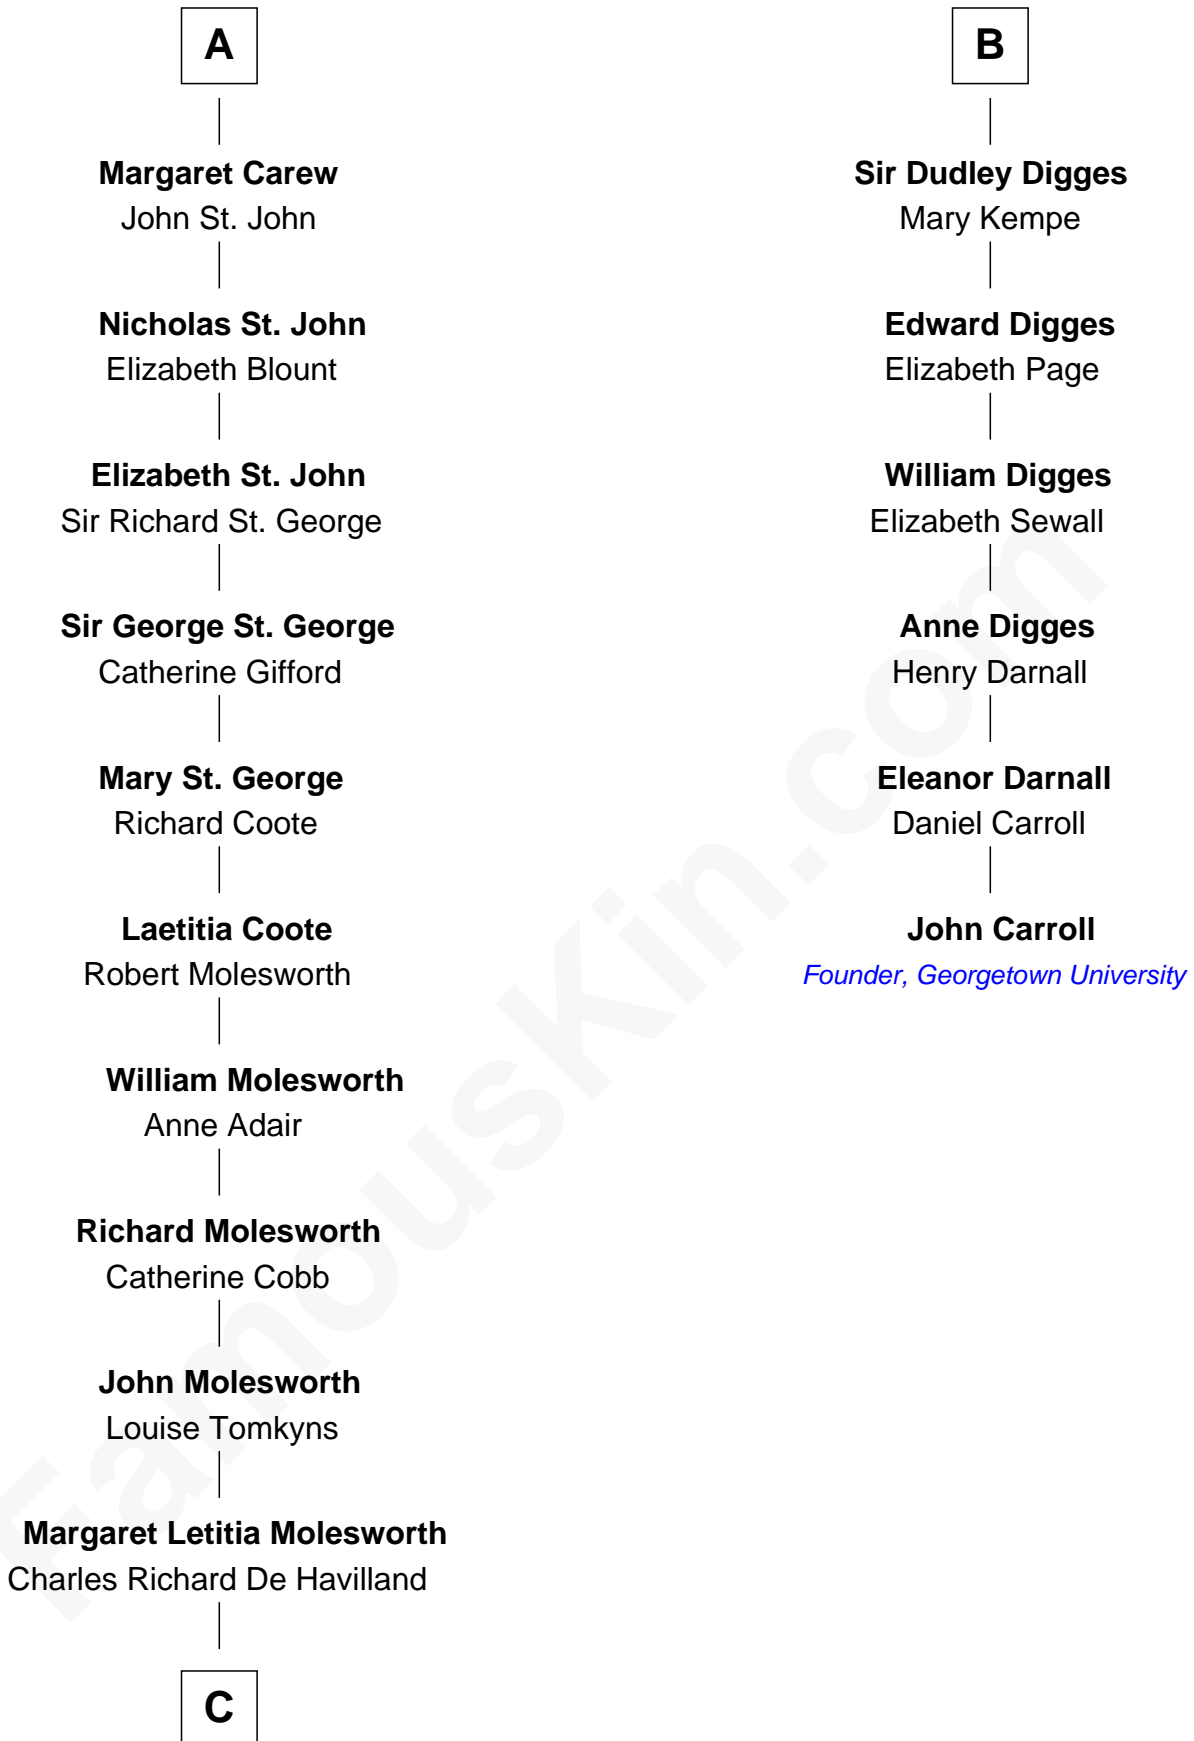 A
Margaret Carew
John St. John
Nicholas St. John
Elizabeth Blount
Elizabeth St. John
Sir Richard St. George
Sir George St. George
Catherine Gifford
Mary St. George
Richard Coote
Laetitia Coote
Robert Molesworth
William Molesworth
Anne Adair
Richard Molesworth
Catherine Cobb
John Molesworth
Louise Tomkyns
Margaret Letitia Molesworth
Charles Richard De Havilland
C
B
Sir Dudley Digges
Mary Kempe
Edward Digges
Elizabeth Page
William Digges
Elizabeth Sewall
Anne Digges
Henry Darnall
Eleanor Darnall
Daniel Carroll
John Carroll
Founder, Georgetown University
FamousKin.com